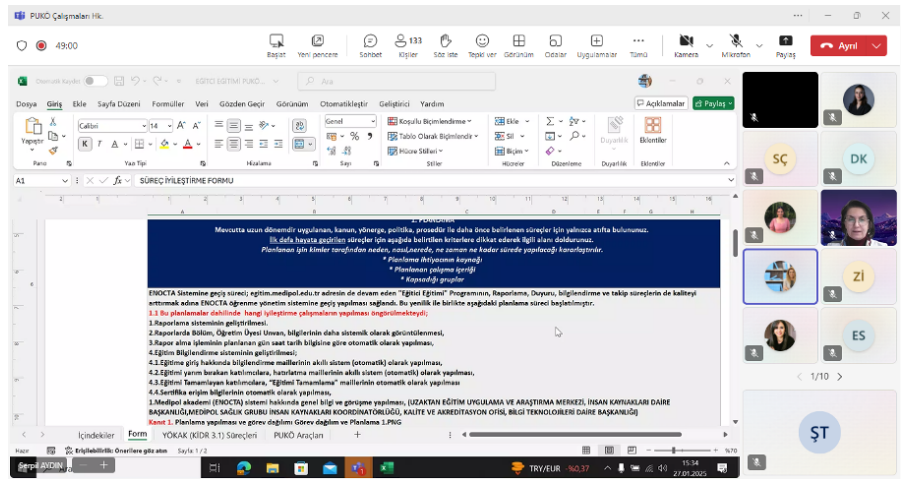 PUKÖ Çalışmaları Hk.
49:00
Başlat
Yeni pencere
Sohbet
133
Kişiler
Söz iste
Tepki ver
Görünüm
Odalar
Uygulamalar
Tümü
Kamera
Mikrofon
Paylaş
Ayrıl
Otomatik Kaydet
EĞİTİCİ EĞİTİMİ PUKÖ...
Ara
Dosya Giriş Ekle Sayfa Düzeni Formüller Veri Gözden Geçir Görünüm Otomatikleştir Geliştirici Yardım
Açıklamalar
Paylaş
Yapıştır
Calibri
14
K T A
Genel
Koşullu Biçimlendirme
Tablo Olarak Biçimlendir
Hücre Stilleri
Ekle
Sil
Biçim
Duyarlılık
Eklentiler
Pano Yazı Tipi Hizalama Sayı Stiller Hücreler Düzenleme Duyarlılık Eklentiler
A1
fx
SÜREÇ İYİLEŞTİRME FORMU
2. PLANLAMA
Mevcutta uzun dönemdir uygulanan, kanun, yönerge, politika, prosedür ile daha önce belirlenen süreçler için yalnızca atıfta bulununuz.
İlk defa hayata geçirilen süreçler için aşağıda belirtilen kriterlere dikkat ederek ilgili alanı doldurunuz.
Planlanan işin kimler tarafından neden, nasıl,nerede, ne zaman ne kadar sürede yapılacağı kararlaştırılır.
* Planlama ihtiyacının kaynağı
* Planlanan çalışma içeriği
* Kapsadığı gruplar
ENOCTA Sistemine geçiş süreci; egitim.medipol.edu.tr adresin de devam eden "Eğitici Eğitimi" Programının, Raporlama, Duyuru, bilgilendirme ve takip süreçlerin de kaliteyi
arttırmak adına ENOCTA öğrenme yönetim sistemine geçiş yapılması sağlandı. Bu yenilik ile birlikte aşağıdaki planlama süreci başlatılmıştır.
1.1 Bu planlamalar dahilinde hangi iyileştirme çalışmaların yapılması öngörülmekteydi;
1.Raporlama sisteminin geliştirilmesi.
2.Raporlarda Bölüm, Öğretim Üyesi Unvan, bilgilerinin daha sistemik olarak görüntülenmesi,
3.Rapor alma işleminin planlanan gün saat tarih bilgisine göre otomatik olarak yapılması,
4.Eğitim Bilgilendirme sisteminin geliştirilmesi;
4.1.Eğitime giriş hakkında bilgilendirme maillerinin akıllı sistem (otomatik) olarak yapılması,
4.2.Eğitimi yarım bırakan katılımcılara, hatırlatma maillerinin akıllı sistem (otomatik) olarak yapılması,
4.3.Eğitimi Tamamlayan katılımcılara, "Eğitimi Tamamlama" maillerinin otomatik olarak yapılması
4.4.Sertifika erişim bilgilerinin otomatik olarak yapılması,
1.Medipol akademi (ENOCTA) sistemi hakkında genel bilgi ve görüşme yapılması, (UZAKTAN EĞİTİM UYGULAMA VE ARAŞTIRMA MERKEZİ, İNSAN KAYNAKLARI DAİRE
BAŞKANLIĞI,MEDİPOL SAĞLIK GRUBU İNSAN KAYNAKLARI KOORDİNATÖRLÜĞÜ, KALİTE VE AKREDİTASYON OFİSİ, BİLGİ TEKNOLOJİLERİ DAİRE BAŞKANLIĞI)
Kanıt 1. Planlama yapılması ve görev dağılımı Görev dağılım ve Planlama 1.PNG
İçindekiler Form YÖKAK (KİDR 3.1) Süreçleri PUKÖ Araçları +
Hazır
Erişilebilirlik: Önerilere göz atın
Sayfa 1/2
%70
Serpil AYDIN
TRY/EUR -%0,37
15:34
27.01.2025
SÇ
DK
Zİ
ES
1/10
ŞT